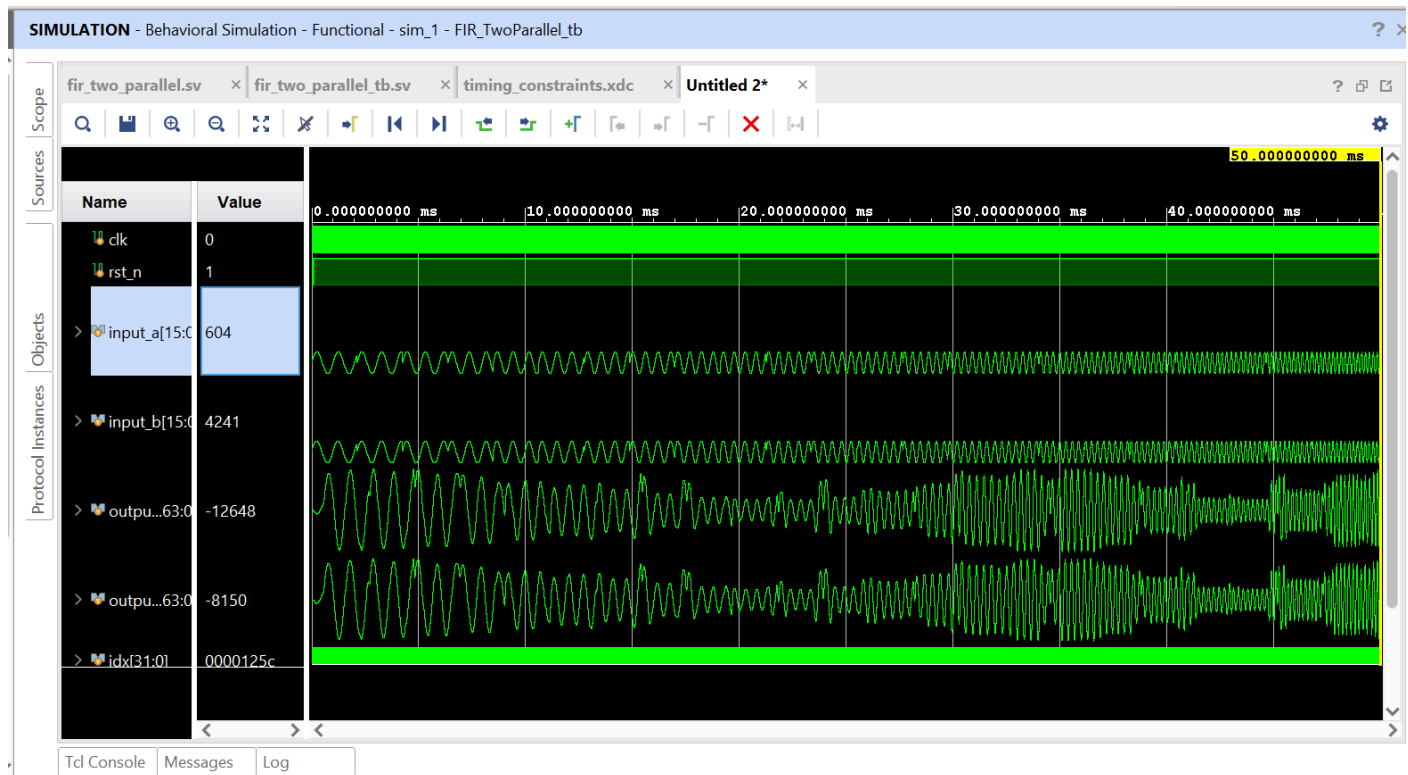 SIMULATION - Behavioral Simulation - Functional - sim_1 - FIR_TwoParallel_tb ? ×
Scope
Sources
Objects
Protocol Instances
fir_two_parallel.sv × fir_two_parallel_tb.sv × timing_constraints.xdc × Untitled 2* × ?
50.000000000 ms
Name Value
0.000000000 ms 10.000000000 ms 20.000000000 ms 30.000000000 ms 40.000000000 ms
clk 0
rst_n 1
input_a[15:0 604
input_b[15:0 4241
outpu...63:0 -12648
outpu...63:0 -8150
idx[31:0] 0000125c
Tcl Console Messages Log